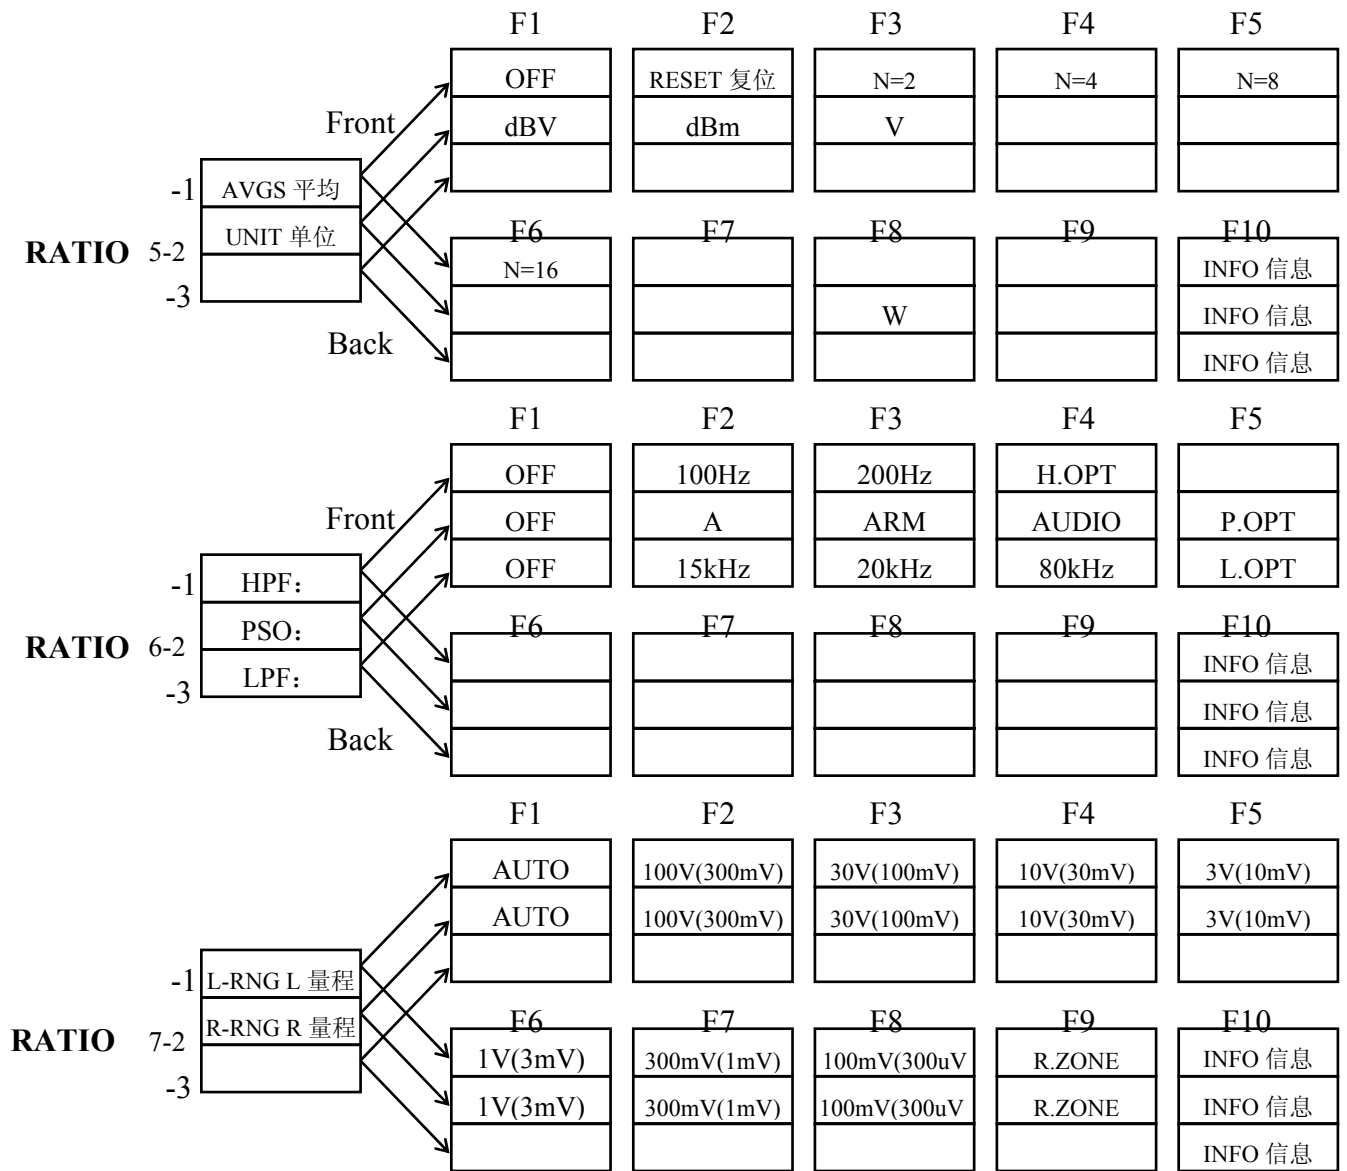 F1 F2 F3 F4 F5
OFF RESET 复位 N=2 N=4 N=8
Front dBV dBm V
-1 AVGS 平均
RATIO 5-2 UNIT 单位 F6 F7 F8 F9 F10
N=16 INFO 信息
-3
W INFO 信息
Back INFO 信息
F1 F2 F3 F4 F5
OFF 100Hz 200Hz H.OPT
Front OFF A ARM AUDIO P.OPT
-1 HPF： OFF 15kHz 20kHz 80kHz L.OPT
RATIO 6-2 PSO： F6 F7 F8 F9 F10
-3 LPF： INFO 信息
INFO 信息
Back INFO 信息
F1 F2 F3 F4 F5
AUTO 100V(300mV) 30V(100mV) 10V(30mV) 3V(10mV)
AUTO 100V(300mV) 30V(100mV) 10V(30mV) 3V(10mV)
-1 L-RNG L 量程
RATIO 7-2 R-RNG R 量程 F6 F7 F8 F9 F10
1V(3mV) 300mV(1mV) 100mV(300uV R.ZONE INFO 信息
-3
1V(3mV) 300mV(1mV) 100mV(300uV R.ZONE INFO 信息
INFO 信息